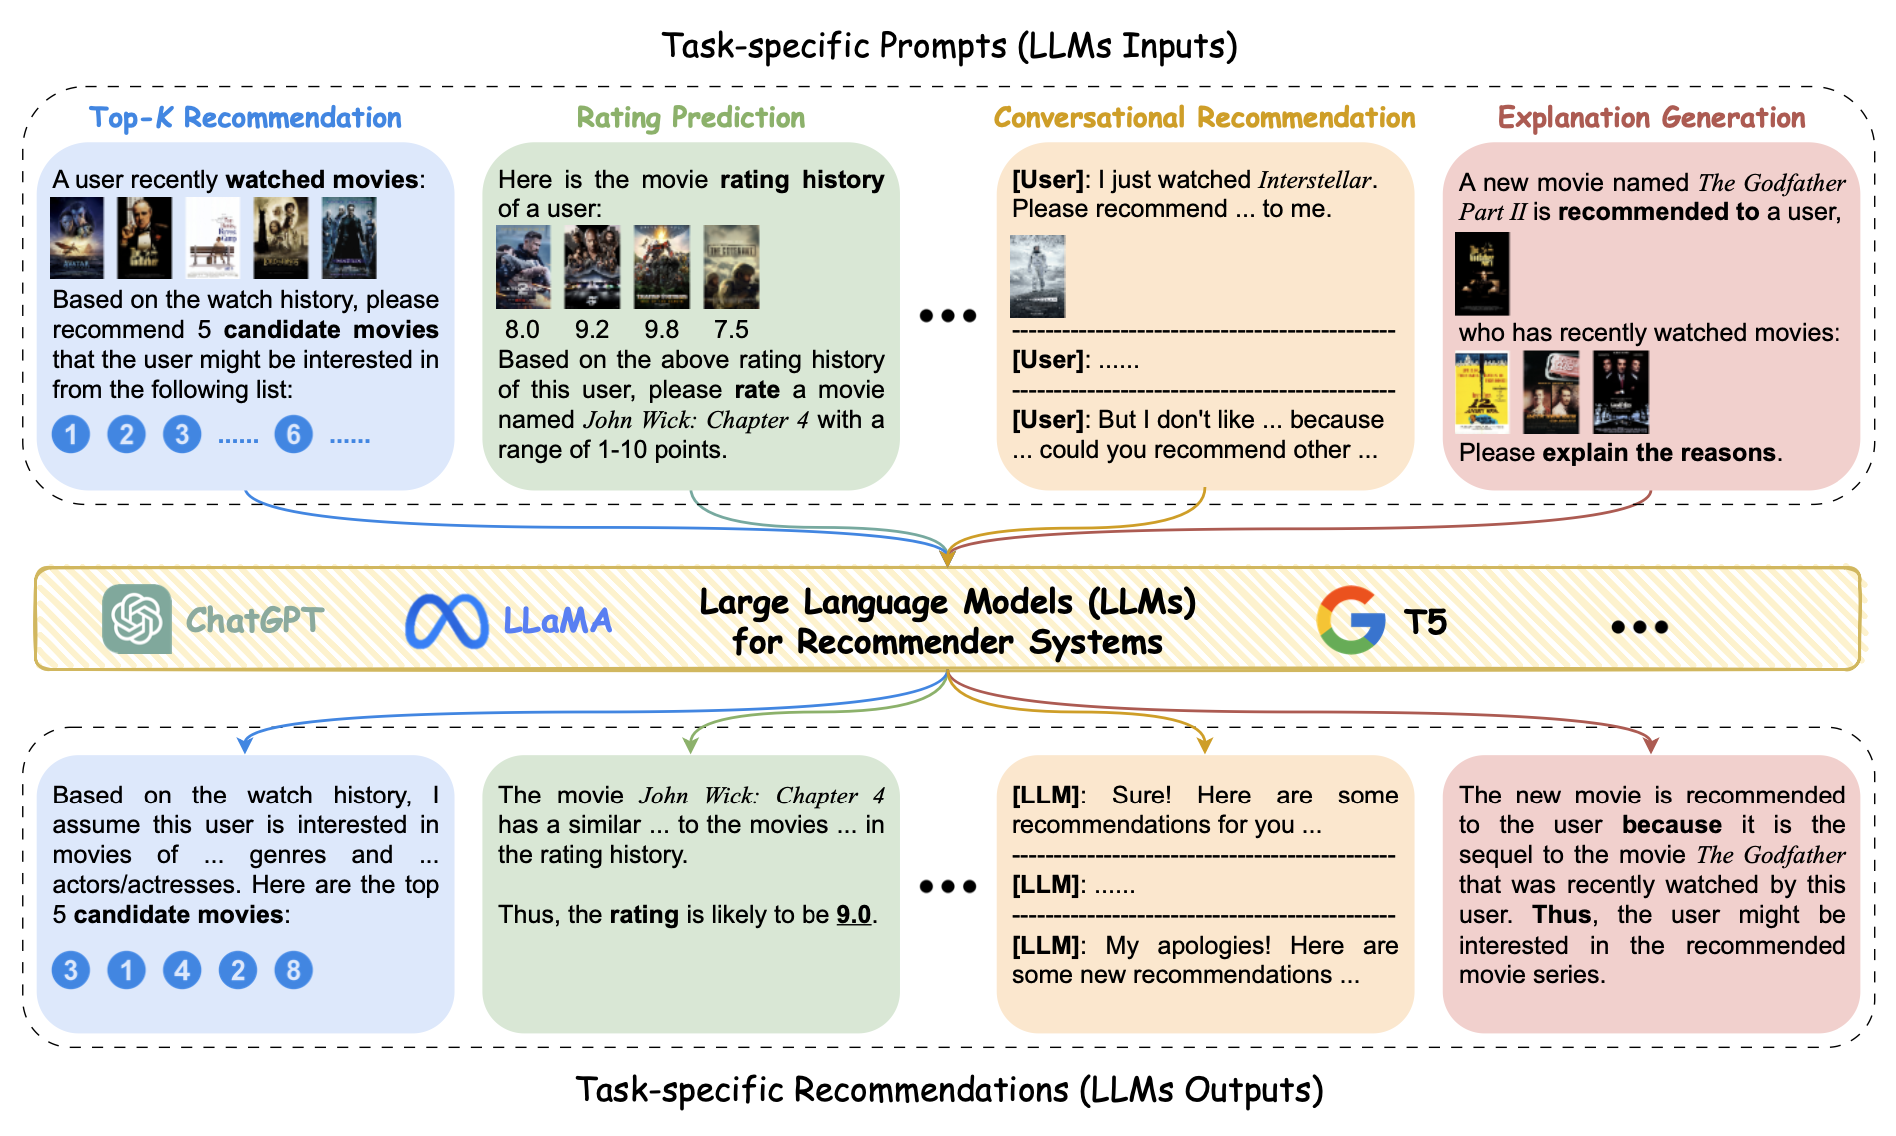 Task-specific Prompts (LLMs Inputs)
Top-K Recommendation
A user recently watched movies:
AVATAR
Based on the watch history, please
recommend 5 candidate movies
that the user might be interested in
from the following list:
1 2 3 ...... 6 ......
Rating Prediction
Here is the movie rating history
of a user:
8.0 9.2 9.8 7.5
Based on the above rating history
of this user, please rate a movie
named John Wick: Chapter 4 with a
range of 1-10 points.
•••
Conversational Recommendation
[User]: I just watched Interstellar.
Please recommend ... to me.
[User]: ......
[User]: But I don't like ... because
... could you recommend other ...
Explanation Generation
A new movie named The Godfather
Part II is recommended to a user,
who has recently watched movies:
Please explain the reasons.
ChatGPT
LLaMA
Large Language Models (LLMs)
for Recommender Systems
G T5
•••
Based on the watch history, I
assume this user is interested in
movies of ... genres and ...
actors/actresses. Here are the top
5 candidate movies:
3 1 4 2 8
The movie John Wick: Chapter 4
has a similar ... to the movies ... in
the rating history.
Thus, the rating is likely to be 9.0.
•••
[LLM]: Sure! Here are some
recommendations for you ...
[LLM]: ......
[LLM]: My apologies! Here are
some new recommendations ...
The new movie is recommended
to the user because it is the
sequel to the movie The Godfather
that was recently watched by this
user. Thus, the user might be
interested in the recommended
movie series.
Task-specific Recommendations (LLMs Outputs)